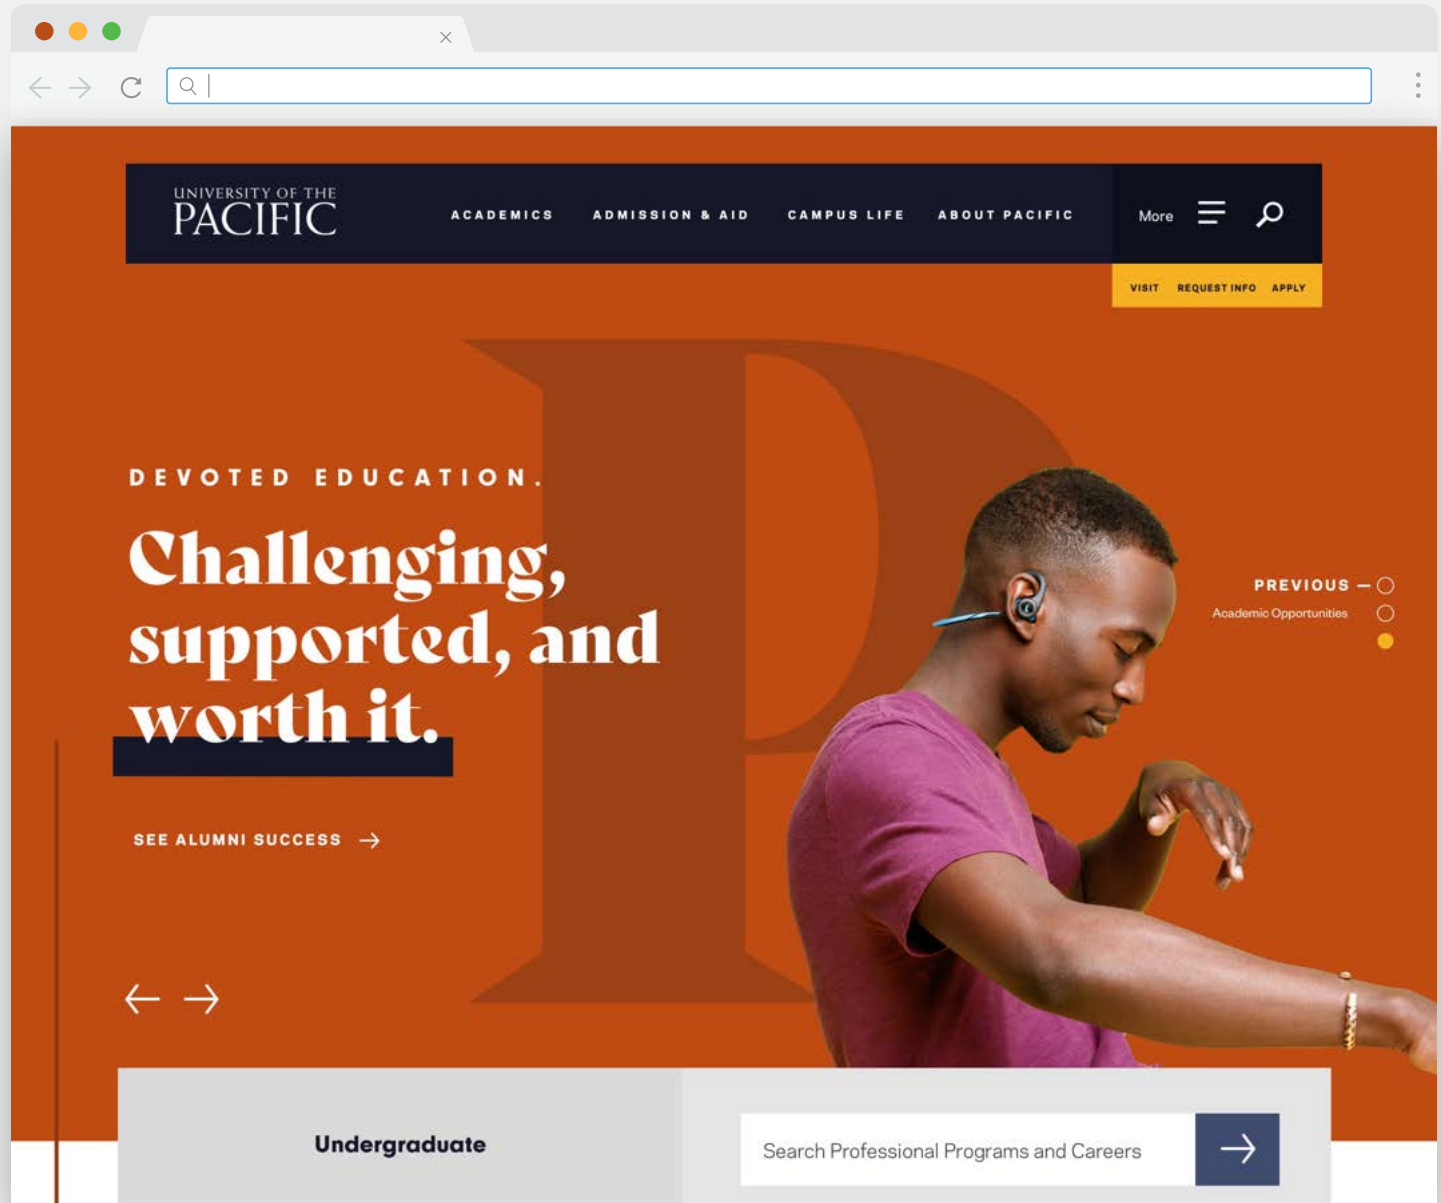 UNIVERSITY OF THE
PACIFIC
ACADEMICS ADMISSION & AID CAMPUS LIFE ABOUT PACIFIC More
VISIT REQUEST INFO APPLY
DEVOTED EDUCATION.
Challenging,
supported, and
worth it.
PREVIOUS
Academic Opportunities
SEE ALUMNI SUCCESS
Undergraduate
Search Professional Programs and Careers